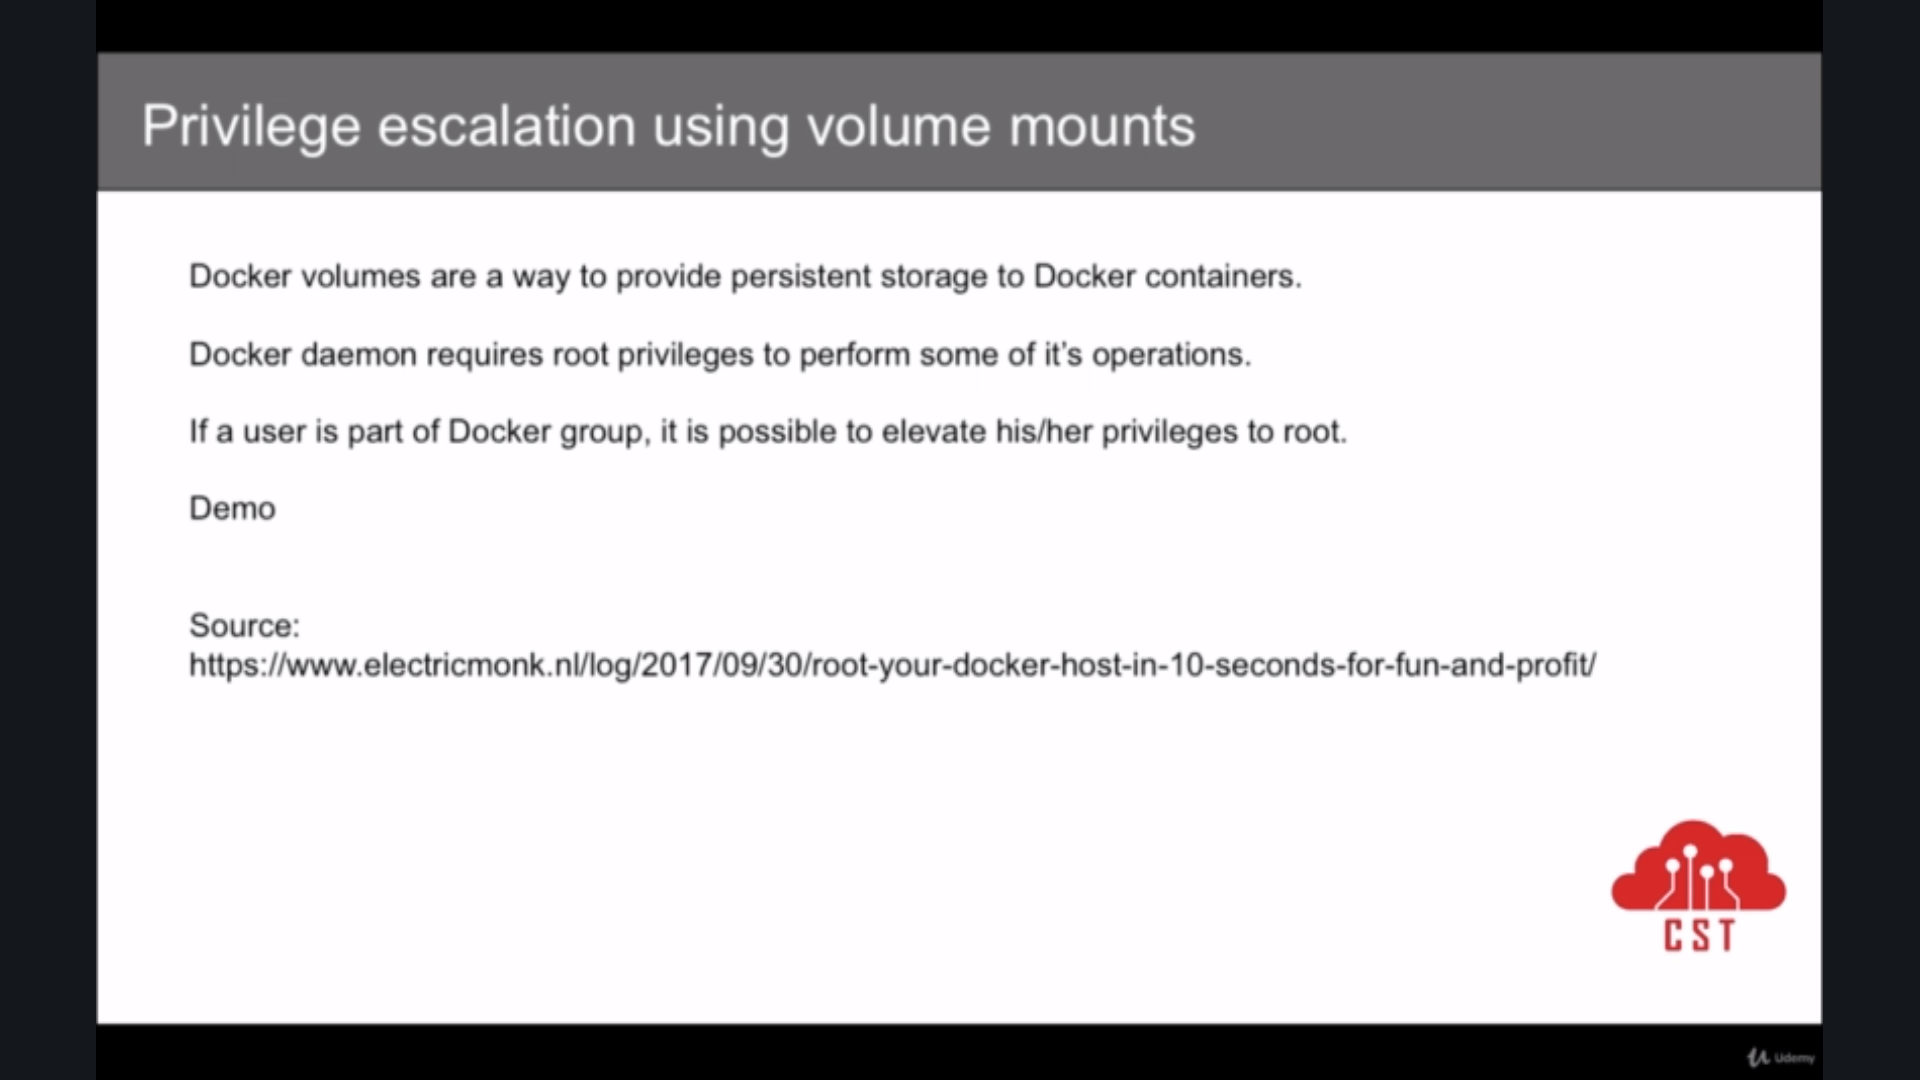 Privilege escalation using volume mounts
Docker volumes are a way to provide persistent storage to Docker containers.
Docker daemon requires root privileges to perform some of it's operations.
If a user is part of Docker group, it is possible to elevate his/her privileges to root.
Demo
Source:
https://www.electricmonk.nl/log/2017/09/30/root-your-docker-host-in-10-seconds-for-fun-and-profit/
CST
Udemy